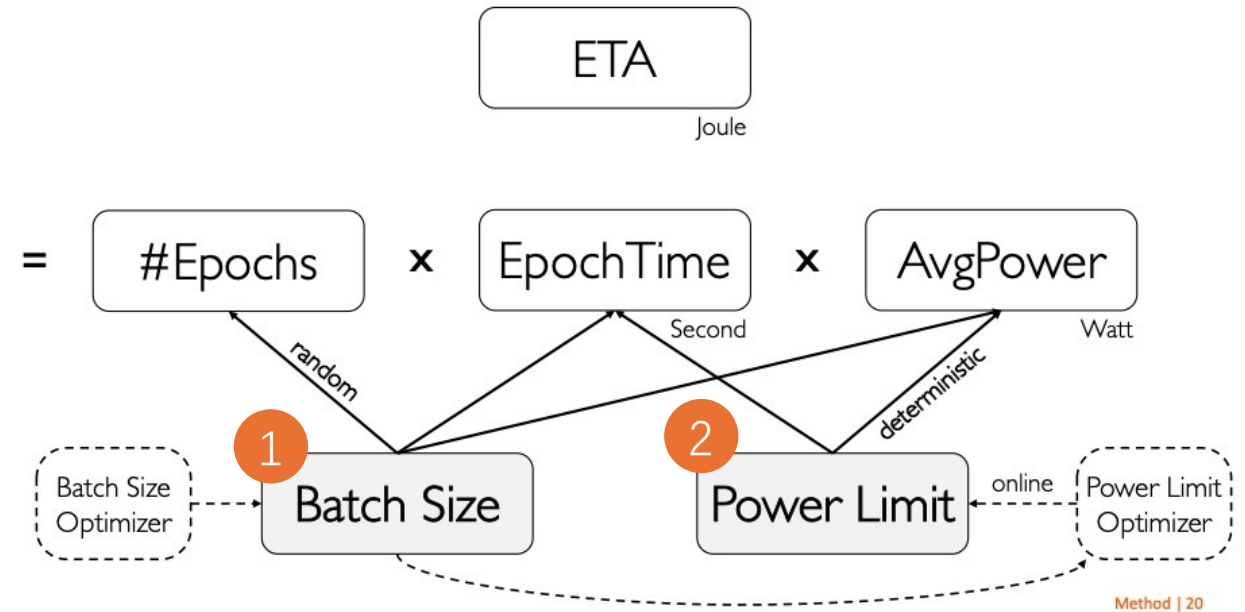 ETA
Joule
= #Epochs x EpochTime x AvgPower
Second
Watt
random
deterministic
1
2
Batch Size
Optimizer
Batch Size
Power Limit
online
Power Limit
Optimizer
Method | 20